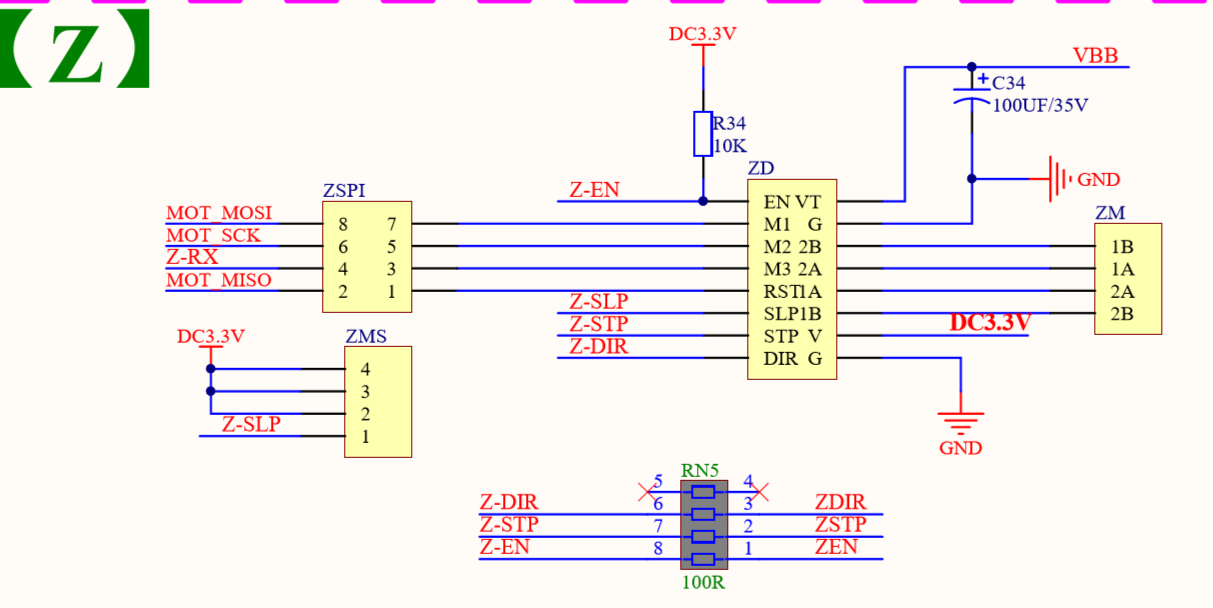 【Z】
DC3.3V
VBB
+
C34
100UF/35V
R34
10K
GND
ZD
Z-EN
EN VT
M1 G
M2 2B
M3 2A
RST1A
SLP1B
STP V
DIR G
ZSPI
MOT_MOSI
8 7
MOT_SCK
6 5
Z-RX
4 3
MOT_MISO
2 1
Z-SLP
Z-STP
Z-DIR
ZM
1B
1A
2A
2B
DC3.3V
GND
DC3.3V
ZMS
4
3
2
Z-SLP
1
RN5
5 4
Z-DIR 6 3 ZDIR
Z-STP 7 2 ZSTP
Z-EN 8 1 ZEN
100R